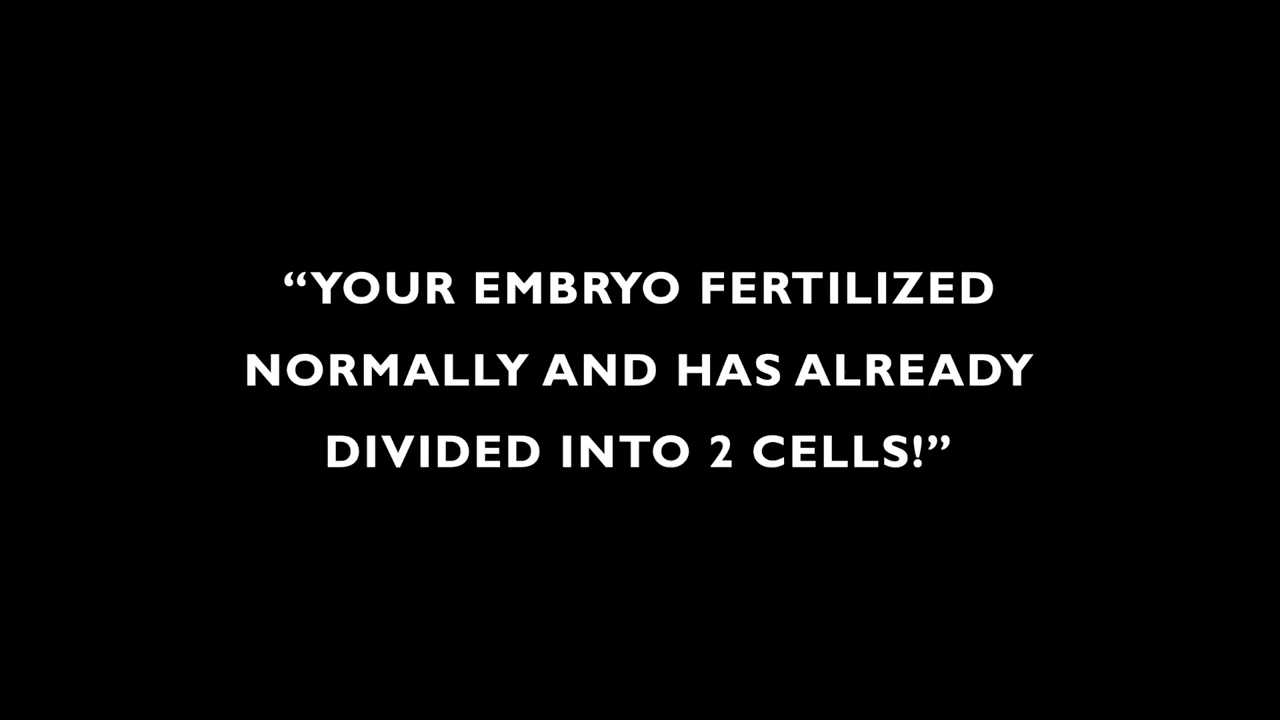 “YOUR EMBRYO FERTILIZED
NORMALLY AND HAS ALREADY
DIVIDED INTO 2 CELLS!”